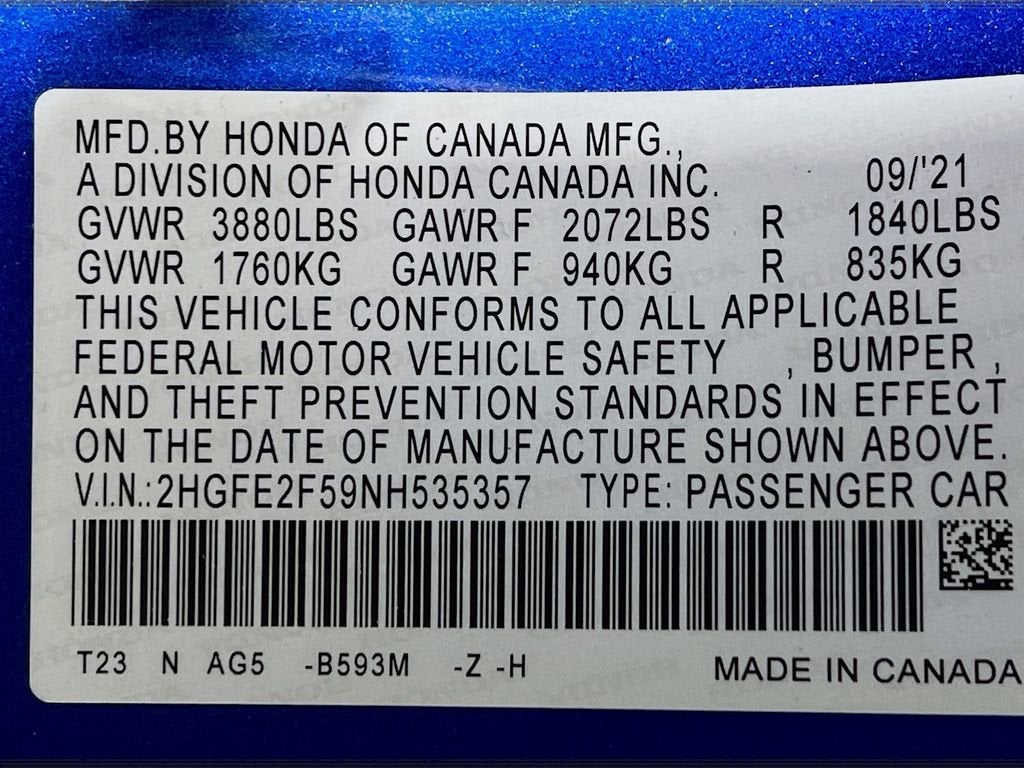 MFD.BY HONDA OF CANADA MFG.,
A DIVISION OF HONDA CANADA INC. 09/'21
GVWR 3880LBS GAWR F 2072LBS R 1840LBS
GVWR 1760KG GAWR F 940KG R 835KG
THIS VEHICLE CONFORMS TO ALL APPLICABLE
FEDERAL MOTOR VEHICLE SAFETY , BUMPER ,
AND THEFT PREVENTION STANDARDS IN EFFECT
ON THE DATE OF MANUFACTURE SHOWN ABOVE.
V.I.N.:2HGFE2F59NH535357 TYPE: PASSENGER CAR
T23 N AG5 -B593M -Z -H MADE IN CANADA